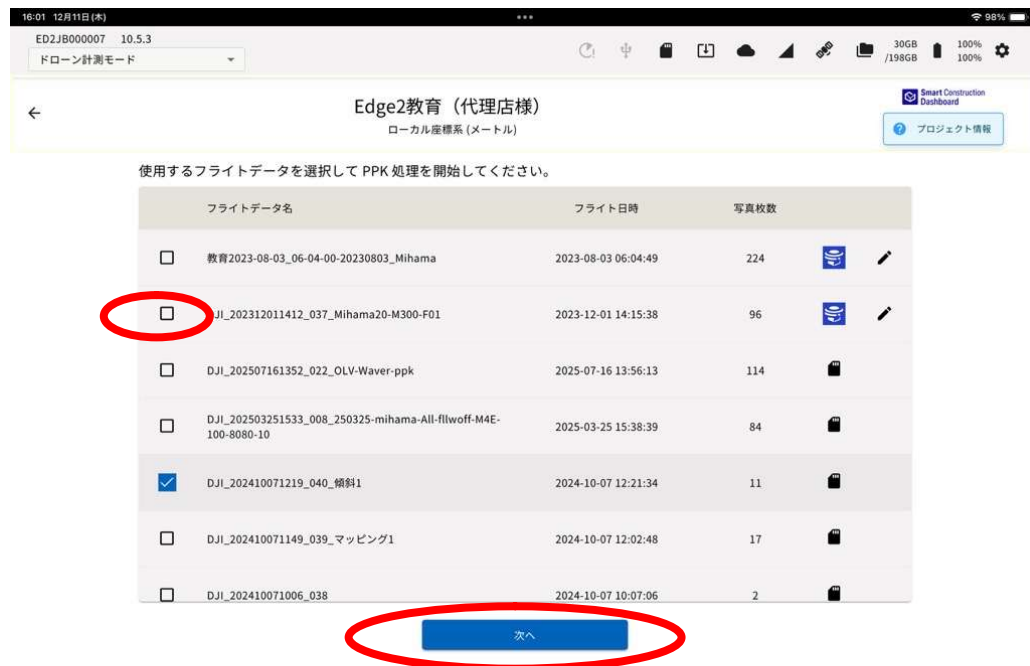 16:01 12月11日(木)
98%
ED2JB000007 10.5.3
ドローン計測モード
30GB
/198GB
100%
100%
Edge2教育（代理店様）
ローカル座標系 (メートル)
Smart Construction
Dashboard
? プロジェクト情報
使用するフライトデータを選択して PPK 処理を開始してください。
フライトデータ名 フライト日時 写真枚数
教育2023-08-03_06-04-00-20230803_Mihama 2023-08-03 06:04:49 224
JI_202312011412_037_Mihama20-M300-F01 2023-12-01 14:15:38 96
DJI_202507161352_022_OLV-Waver-ppk 2025-07-16 13:56:13 114
DJI_202503251533_008_250325-mihama-All-fllwoff-M4E-
100-8080-10 2025-03-25 15:38:39 84
DJI_202410071219_040_傾斜1 2024-10-07 12:21:34 11
DJI_202410071149_039_マッピング1 2024-10-07 12:02:48 17
DJI_202410071006_038 2024-10-07 10:07:06 2
次へ